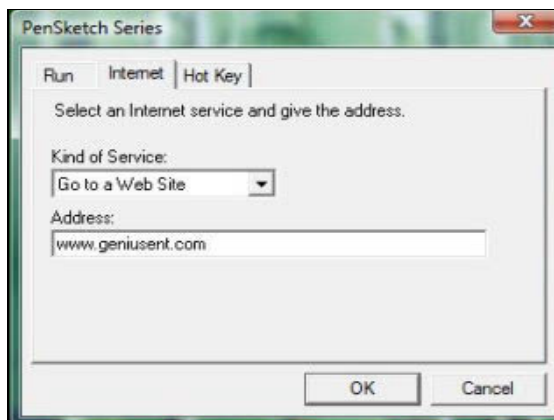 PenSketch Series
Run Internet Hot Key
Select an Internet service and give the address.
Kind of Service:
Go to a Web Site
Address:
www.geniusent.com
OK Cancel